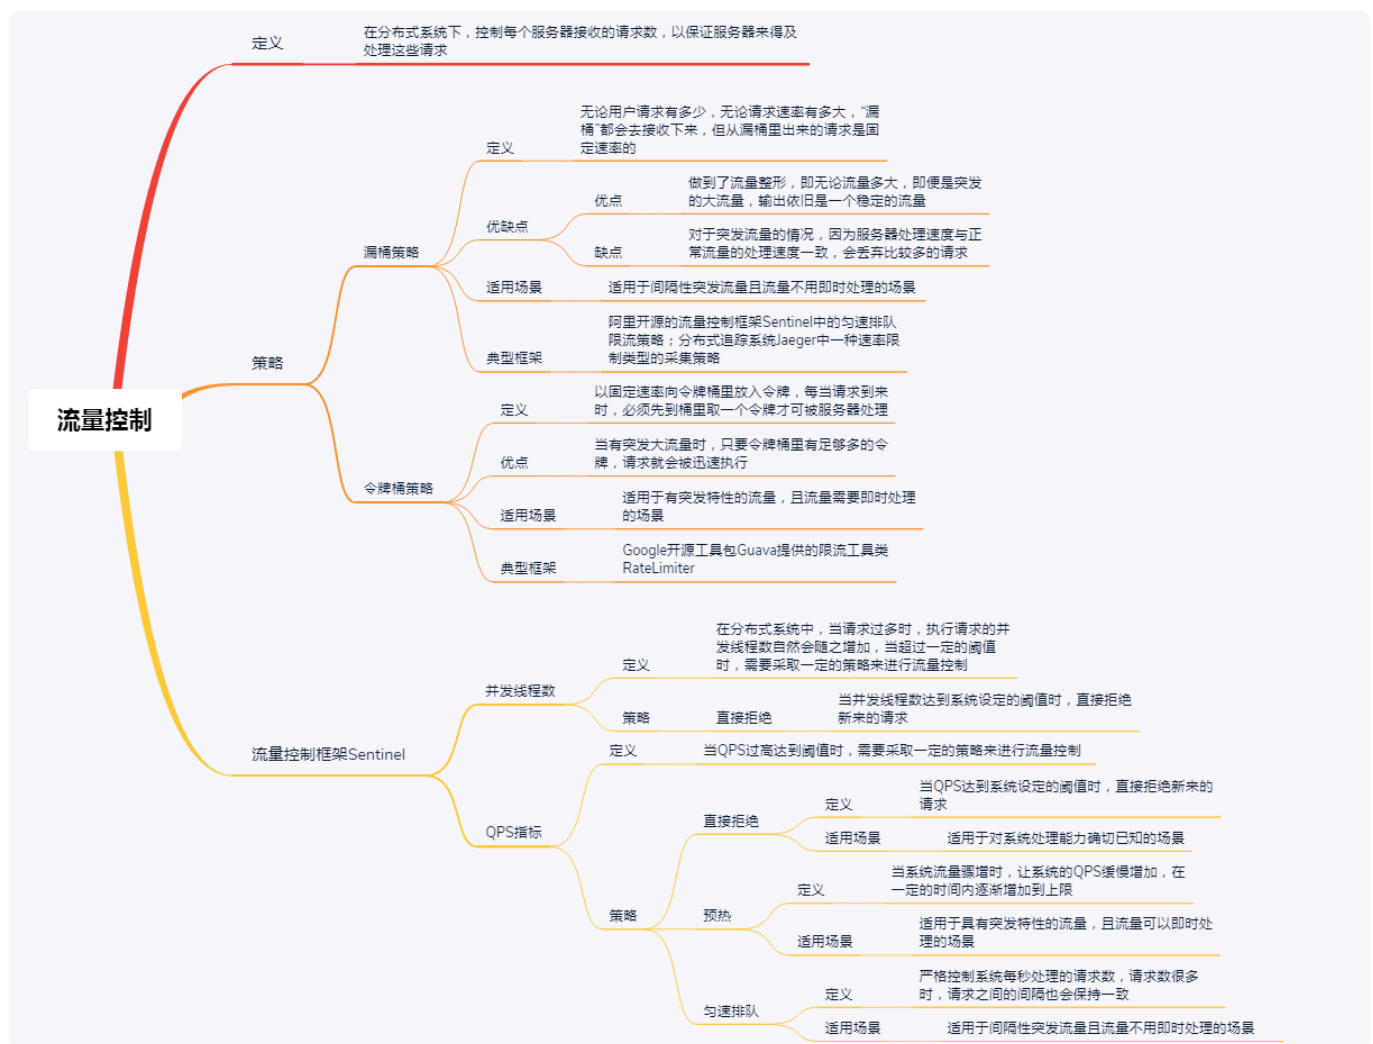 定义
在分布式系统下，控制每个服务器接收的请求数，以保证服务器来得及
处理这些请求
无论用户请求有多少，无论请求速率有多大，“漏
桶”都会去接收下来，但从漏桶里出来的请求是固
定速率的
定义
做到了流量整形，即无论流量多大，即便是突发
的大流量，输出依旧是一个稳定的流量
优点
优缺点
对于突发流量的情况，因为服务器处理速度与正
常流量的处理速度一致，会丢弃比较多的请求
缺点
漏桶策略
适用场景
适用于间隔性突发流量且流量不用即时处理的场景
阿里开源的流量控制框架Sentinel中的匀速排队
限流策略；分布式追踪系统Jaeger中一种速率限
制类型的采集策略
典型框架
策略
以固定速率向令牌桶里放入令牌，每当请求到来
时，必须先到桶里取一个令牌才可被服务器处理
定义
流量控制
当有突发大流量时，只要令牌桶里有足够多的令
牌，请求就会被迅速执行
优点
令牌桶策略
适用于有突发特性的流量，且流量需要即时处理
的场景
适用场景
Google开源工具包Guava提供的限流工具类
RateLimiter
典型框架
在分布式系统中，当请求过多时，执行请求的并
发线程数自然会随之增加，当超过一定的阈值
时，需要采取一定的策略来进行流量控制
定义
并发线程数
当并发线程数达到系统设定的阈值时，直接拒绝
新来的请求
策略
直接拒绝
流量控制框架Sentinel
定义
当QPS过高达到阈值时，需要采取一定的策略来进行流量控制
当QPS达到系统设定的阈值时，直接拒绝新来的
请求
定义
直接拒绝
QPS指标
适用场景
适用于对系统处理能力确切已知的场景
当系统流量骤增时，让系统的QPS缓慢增加，在
一定的时间内逐渐增加到上限
定义
策略
预热
适用于具有突发特性的流量，且流量可以即时处
理的场景
适用场景
严格控制系统每秒处理的请求数，请求数很多
时，请求之间的间隔也会保持一致
定义
匀速排队
适用场景
适用于间隔性突发流量且流量不用即时处理的场景